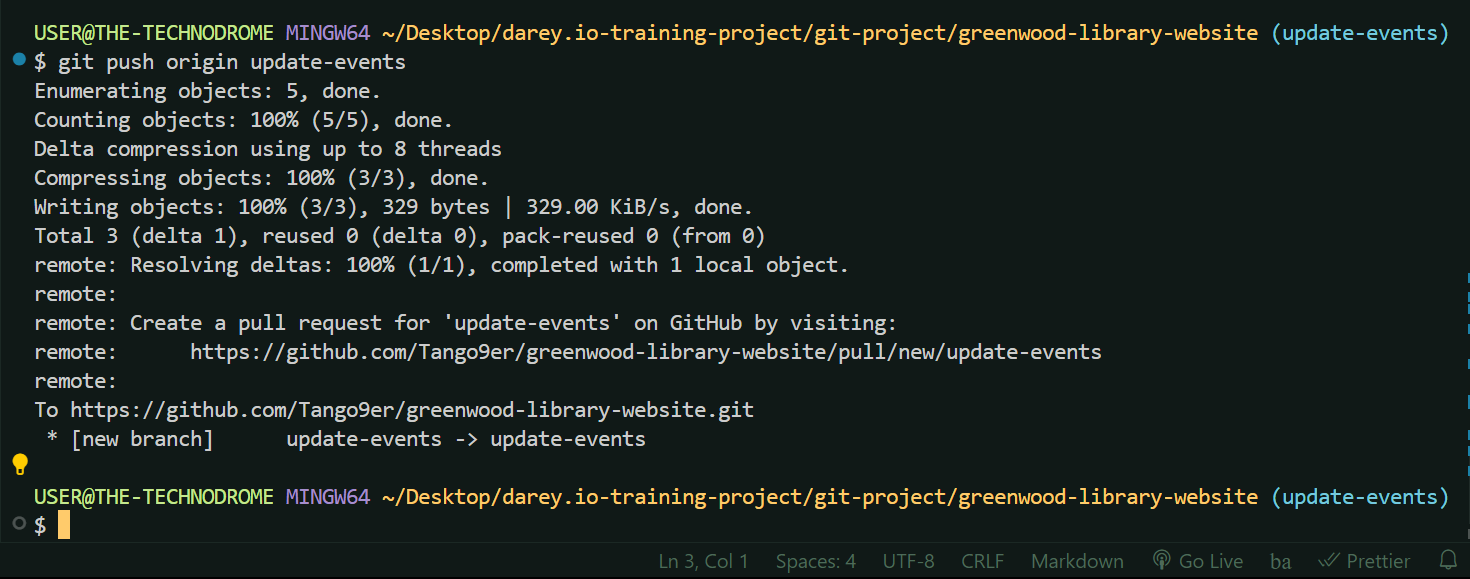 USER@THE-TECHNODROME MINGW64 ~/Desktop/darey.io-training-project/git-project/greenwood-library-website (update-events)
$ git push origin update-events
Enumerating objects: 5, done.
Counting objects: 100% (5/5), done.
Delta compression using up to 8 threads
Compressing objects: 100% (3/3), done.
Writing objects: 100% (3/3), 329 bytes | 329.00 KiB/s, done.
Total 3 (delta 1), reused 0 (delta 0), pack-reused 0 (from 0)
remote: Resolving deltas: 100% (1/1), completed with 1 local object.
remote:
remote: Create a pull request for 'update-events' on GitHub by visiting:
remote:      https://github.com/Tango9er/greenwood-library-website/pull/new/update-events
remote:
To https://github.com/Tango9er/greenwood-library-website.git
 * [new branch]      update-events -> update-events
USER@THE-TECHNODROME MINGW64 ~/Desktop/darey.io-training-project/git-project/greenwood-library-website (update-events)
$
Ln 3, Col 1 Spaces: 4 UTF-8 CRLF Markdown Go Live ba Prettier